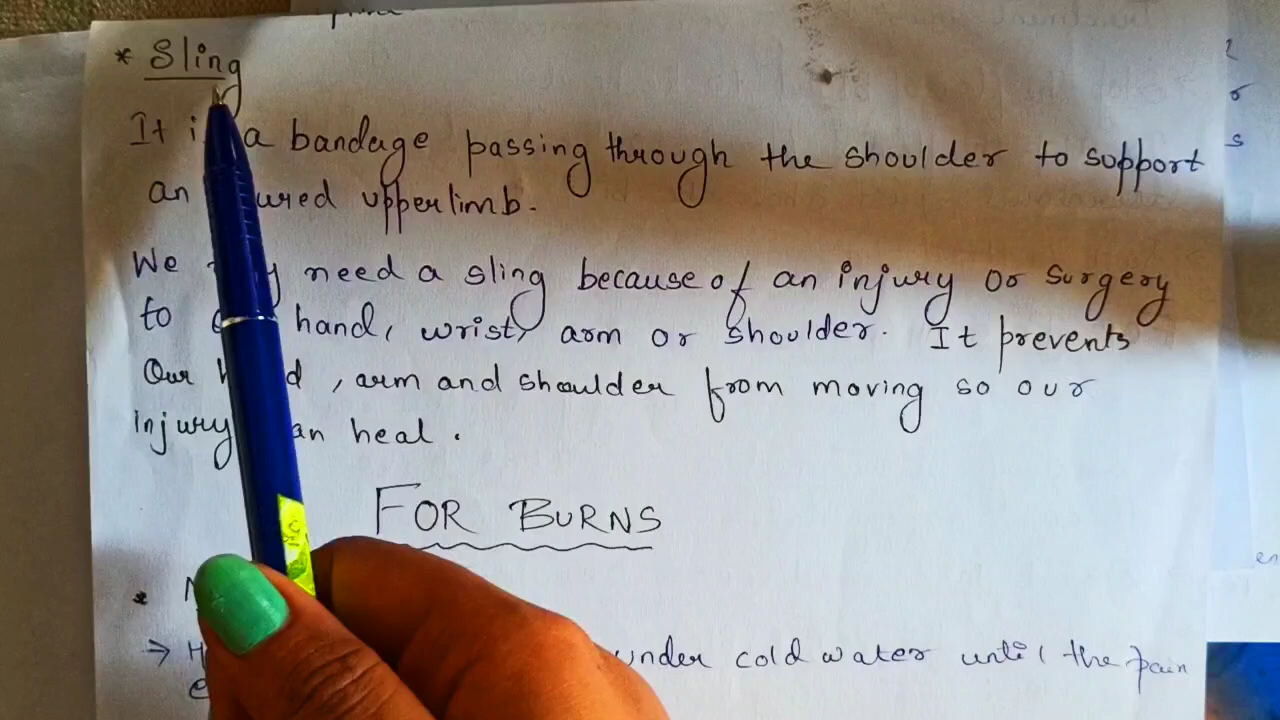 * Sling
It a bandage passing through the shoulder to support
an upperlimb.
We need a sling because of an injury or surgery
to hand, wrist, arm or shoulder. It prevents
Our , arm and shoulder from moving so our
injury heal.
FOR BURNS
*
→ under cold water until the pain